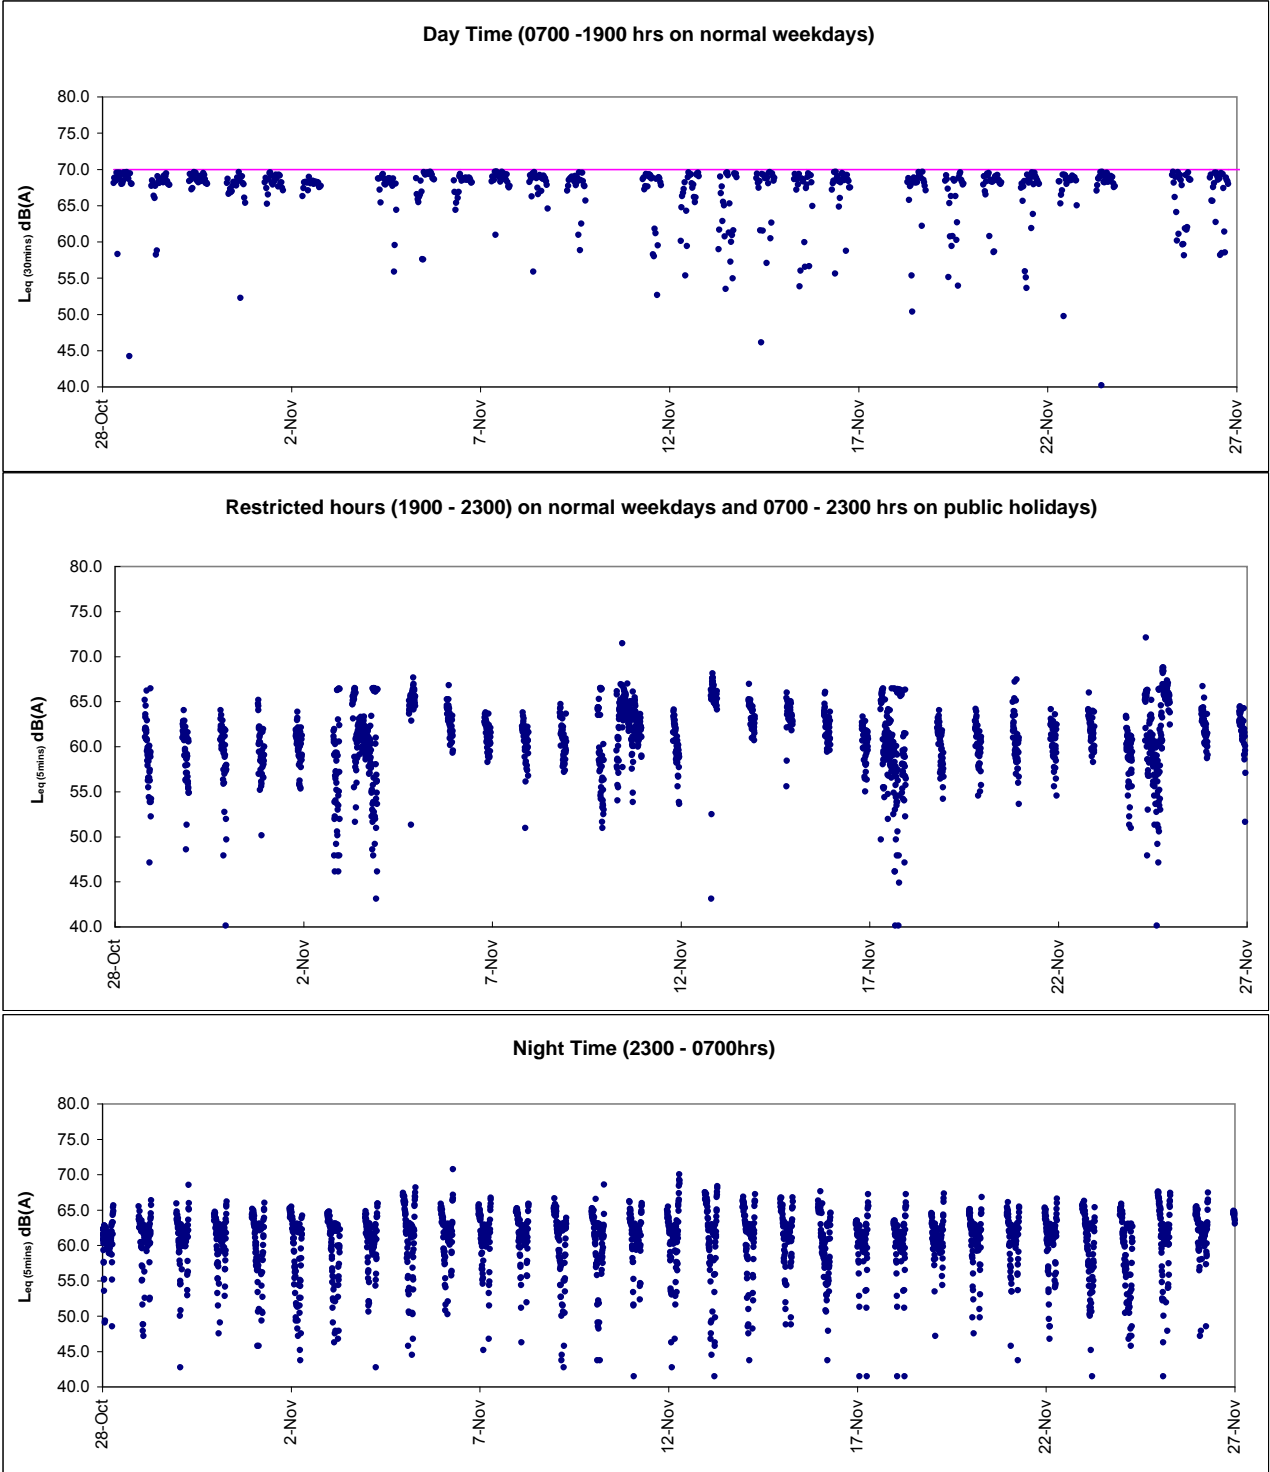 Day Time (0700 -1900 hrs on normal weekdays)
80.0
75.0
70.0
65.0
60.0
55.0
50.0
45.0
40.0
Leq (30mins) dB(A)
28-Oct
2-Nov
7-Nov
12-Nov
17-Nov
22-Nov
27-Nov
Restricted hours (1900 - 2300) on normal weekdays and 0700 - 2300 hrs on public holidays)
80.0
75.0
70.0
65.0
60.0
55.0
50.0
45.0
40.0
Leq (5mins) dB(A)
28-Oct
2-Nov
7-Nov
12-Nov
17-Nov
22-Nov
27-Nov
Night Time (2300 - 0700hrs)
80.0
75.0
70.0
65.0
60.0
55.0
50.0
45.0
40.0
Leq (5mins) dB(A)
28-Oct
2-Nov
7-Nov
12-Nov
17-Nov
22-Nov
27-Nov